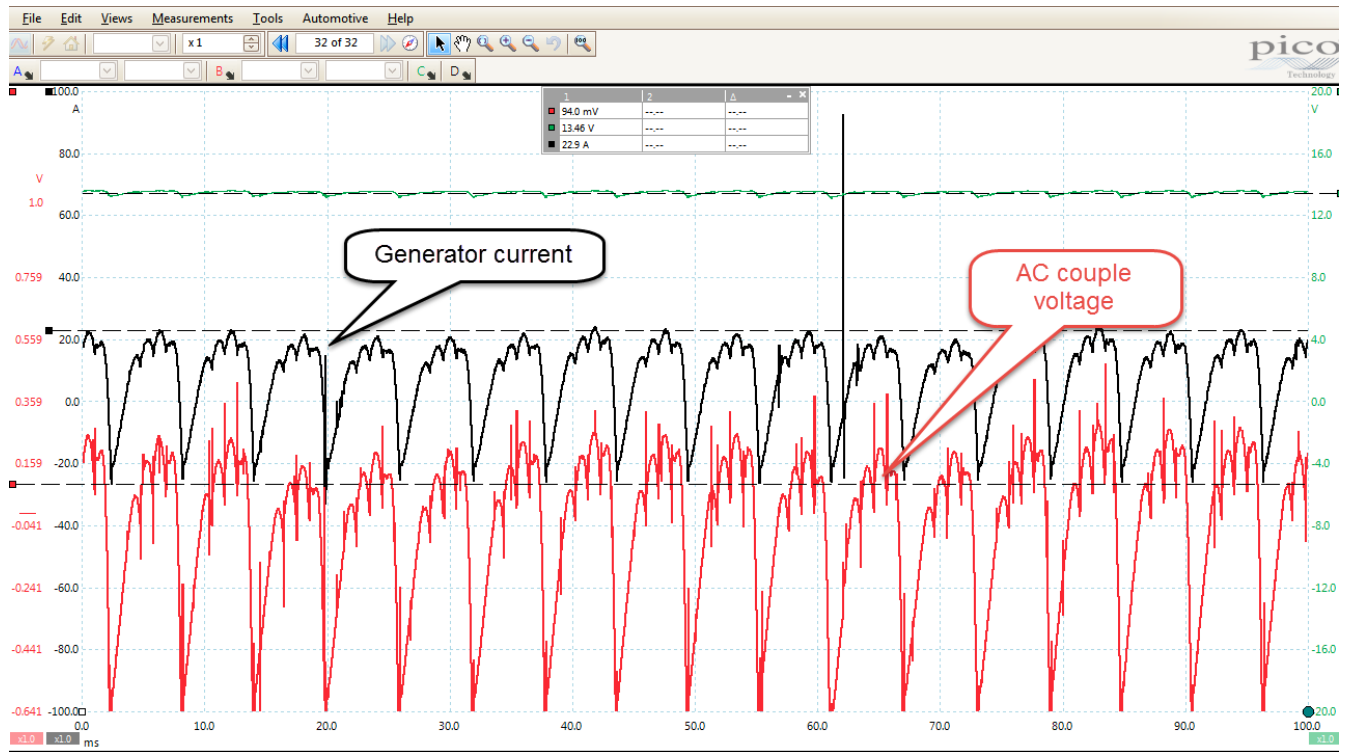 File Edit Views Measurements Tools Automotive Help
x 1 32 of 32
pico
Technology
A B C D
1 2 Δ
94.0 mV --.-- --.--
13.46 V --.-- --.--
22.9 A --.-- --.--
100.0 20.0
A V
80.0 16.0
V
1.0
60.0 12.0
Generator current
AC couple
voltage
0.759 40.0 8.0
0.559 20.0 4.0
0.359 0.0 0.0
0.159 -20.0 -4.0
-0.041 -40.0 -8.0
-0.241 -60.0 -12.0
-0.441 -80.0 -16.0
-0.641 -100.0 -20.0
0.0 10.0 20.0 30.0 40.0 50.0 60.0 70.0 80.0 90.0 100.0
x1.0 x1.0 ms x1.0